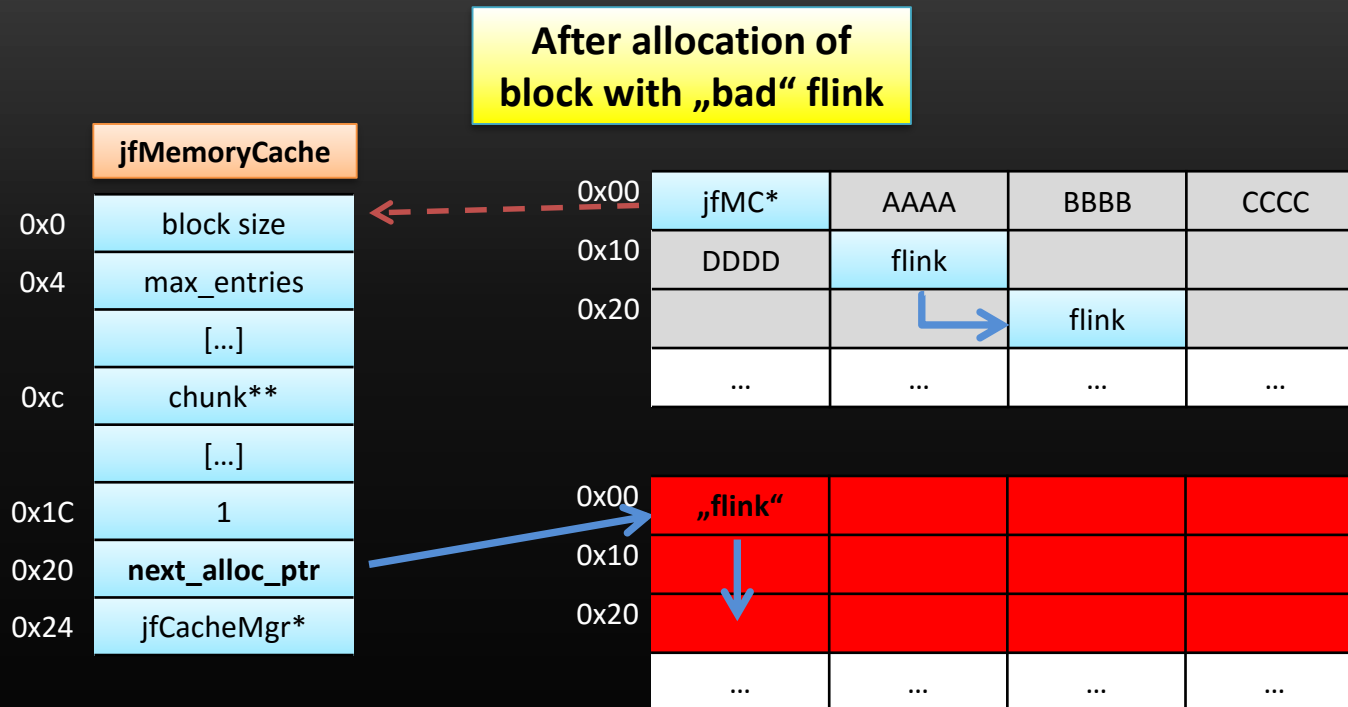 After allocation of
block with „bad“ flink
jfMemoryCache
0x0 block size
0x4 max_entries
[…]
0xc chunk**
[…]
0x1C 1
0x20 next_alloc_ptr
0x24 jfCacheMgr*
0x00 jfMC* AAAA BBBB CCCC
0x10 DDDD flink
0x20 flink
… … … …
0x00 „flink“
0x10
0x20
… … … …